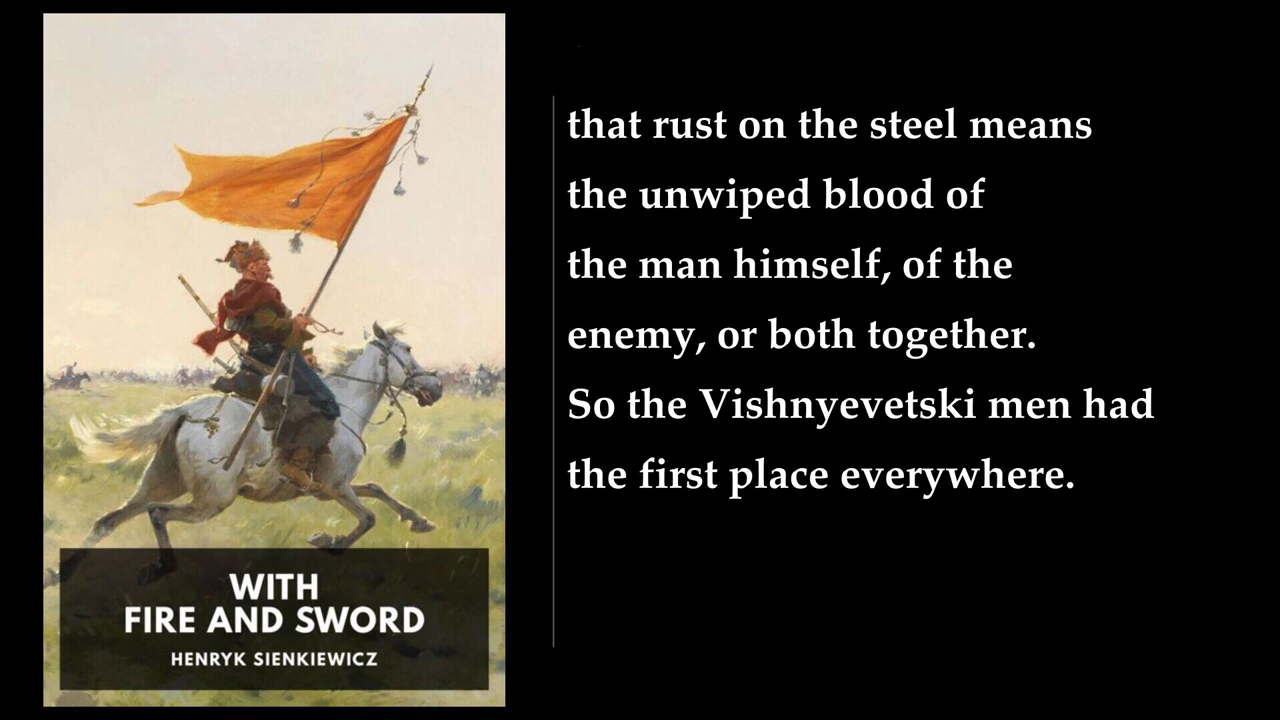 that rust on the steel means
the unwiped blood of
the man himself, of the
enemy, or both together.
So the Vishnyevetski men had
the first place everywhere.
WITH
FIRE AND SWORD
HENRYK SIENKIEWICZ